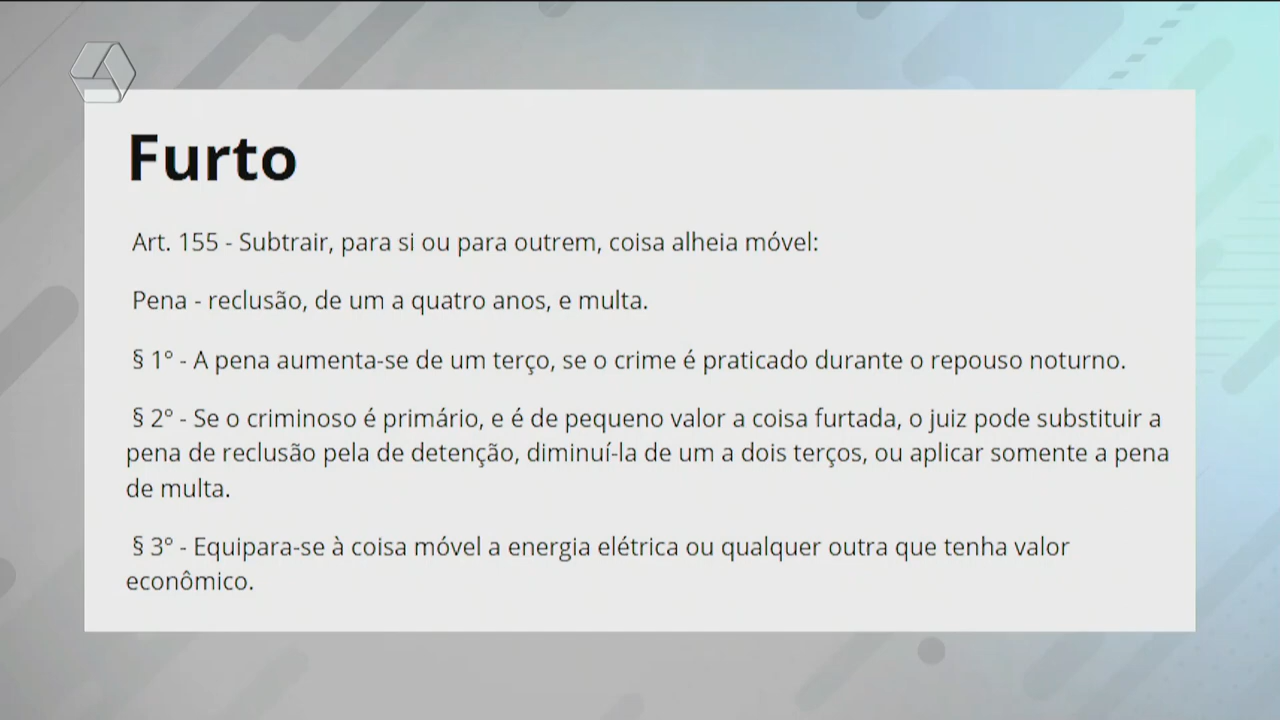 Furto
Art. 155 - Subtrair, para si ou para outrem, coisa alheia móvel:
Pena - reclusão, de um a quatro anos, e multa.
§ 1º - A pena aumenta-se de um terço, se o crime é praticado durante o repouso noturno.
§ 2º - Se o criminoso é primário, e é de pequeno valor a coisa furtada, o juiz pode substituir a
pena de reclusão pela de detenção, diminuí-la de um a dois terços, ou aplicar somente a pena
de multa.
§ 3º - Equipara-se à coisa móvel a energia elétrica ou qualquer outra que tenha valor
econômico.